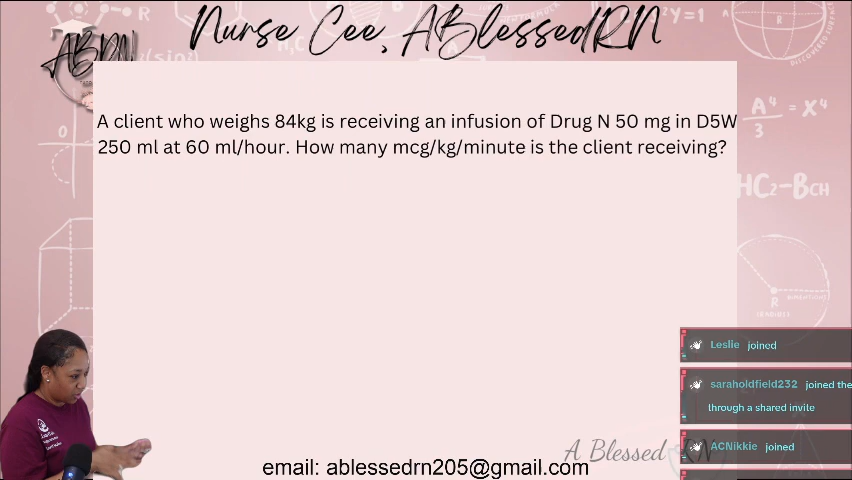 Nurse Cee, ABlessedRN
ABRN
A client who weighs 84kg is receiving an infusion of Drug N 50 mg in D5W
250 ml at 60 ml/hour. How many mcg/kg/minute is the client receiving?
Leslie joined
saraholdfield232 joined the
through a shared invite
ACNikkie joined
A Blessed RN
email: ablessedrn205@gmail.com